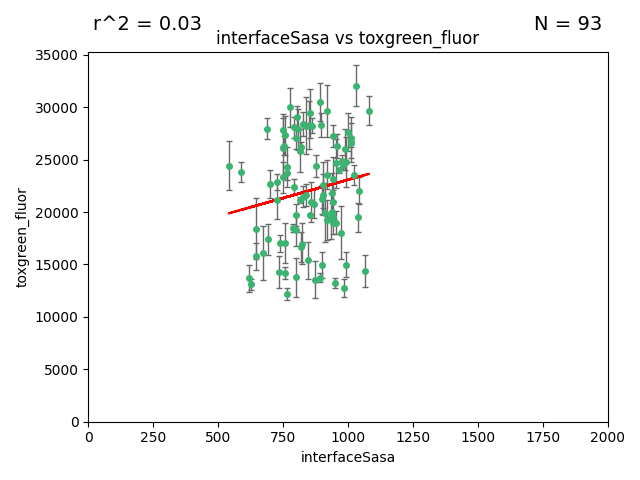 r^2 = 0.03
N = 93
interfaceSasa vs toxgreen_fluor
35000
30000
25000
20000
15000
10000
5000
0
toxgreen_fluor
0 250 500 750 1000 1250 1500 1750 2000
interfaceSasa